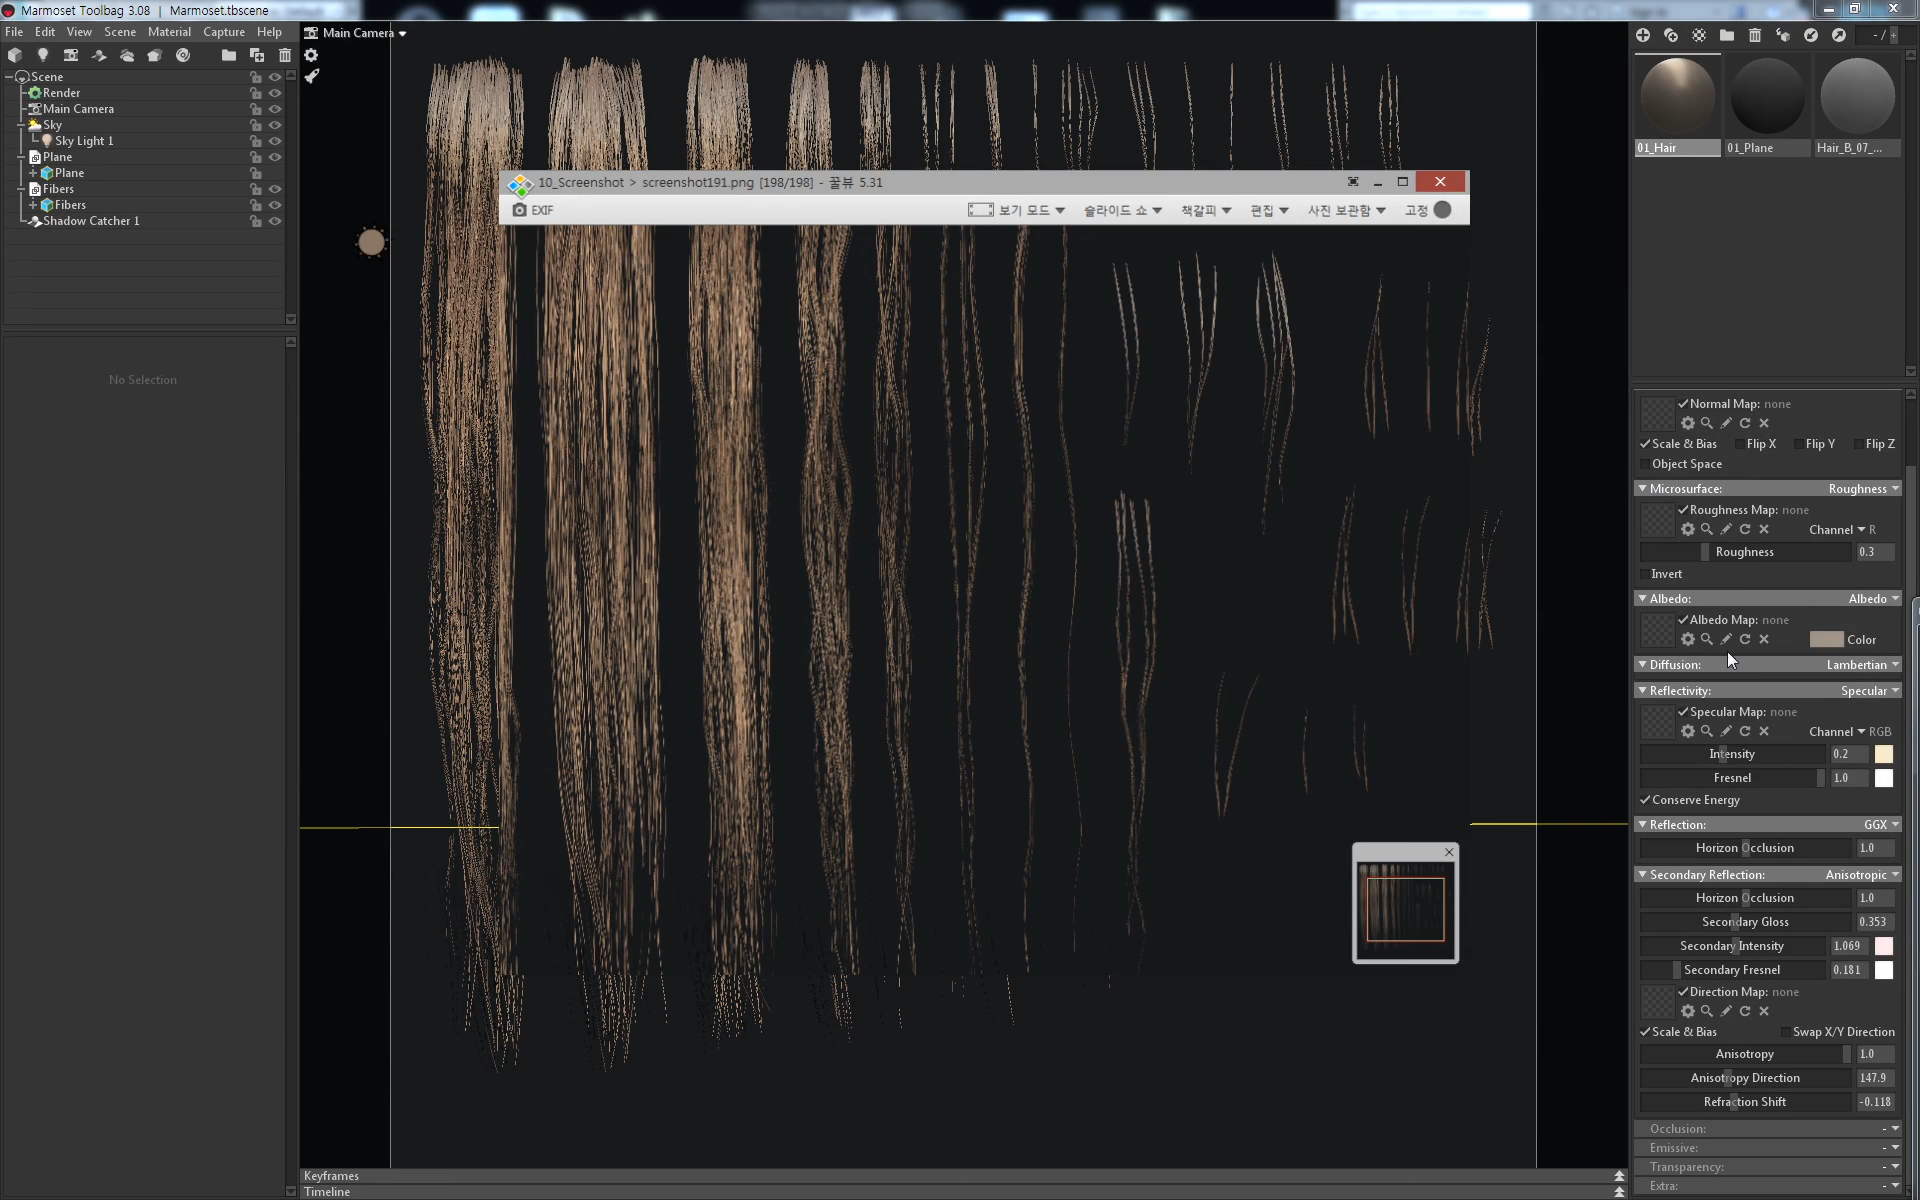 Marmoset Toolbag 3.08 | Marmoset.tbscene
File Edit View Scene Material Capture Help
Main Camera
- / +
Scene
Render
Main Camera
Sky
Sky Light 1
Plane
Plane
Fibers
Fibers
Shadow Catcher 1
No Selection
10_Screenshot > screenshot191.png [198/198] - 꿀뷰 5.31
EXIF
보기 모드
슬라이드 쇼
책갈피
편집
사진 보관함
고정
01_Hair
01_Plane
Hair_B_07_...
Normal Map: none
Scale & Bias Flip X Flip Y Flip Z
Object Space
Microsurface: Roughness
Roughness Map: none
Channel R
Roughness 0.3
Invert
Albedo: Albedo
Albedo Map: none
Color
Diffusion: Lambertian
Reflectivity: Specular
Specular Map: none
Channel RGB
Intensity 0.2
Fresnel 1.0
Conserve Energy
Reflection: GGX
Horizon Occlusion 1.0
Secondary Reflection: Anisotropic
Horizon Occlusion 1.0
Secondary Gloss 0.353
Secondary Intensity 1.069
Secondary Fresnel 0.181
Direction Map: none
Scale & Bias Swap X/Y Direction
Anisotropy 1.0
Anisotropy Direction 147.9
Refraction Shift -0.118
Occlusion: -
Emissive: -
Transparency: -
Extra: -
Keyframes
Timeline